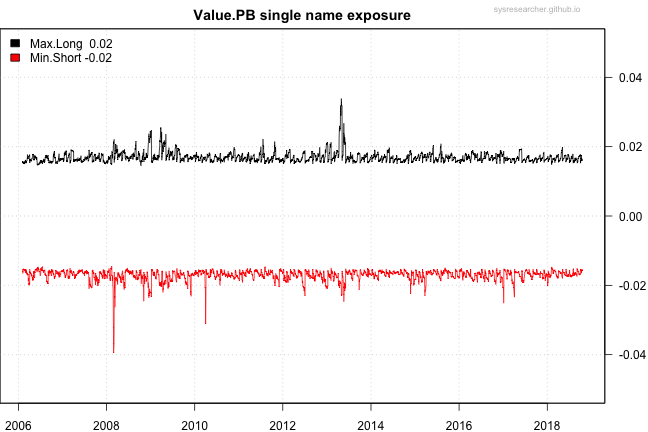 Value.PB single name exposure
sysresearcher.github.io
Max.Long  0.02
Min.Short -0.02
0.04
0.02
0.00
-0.02
-0.04
2006 2008 2010 2012 2014 2016 2018